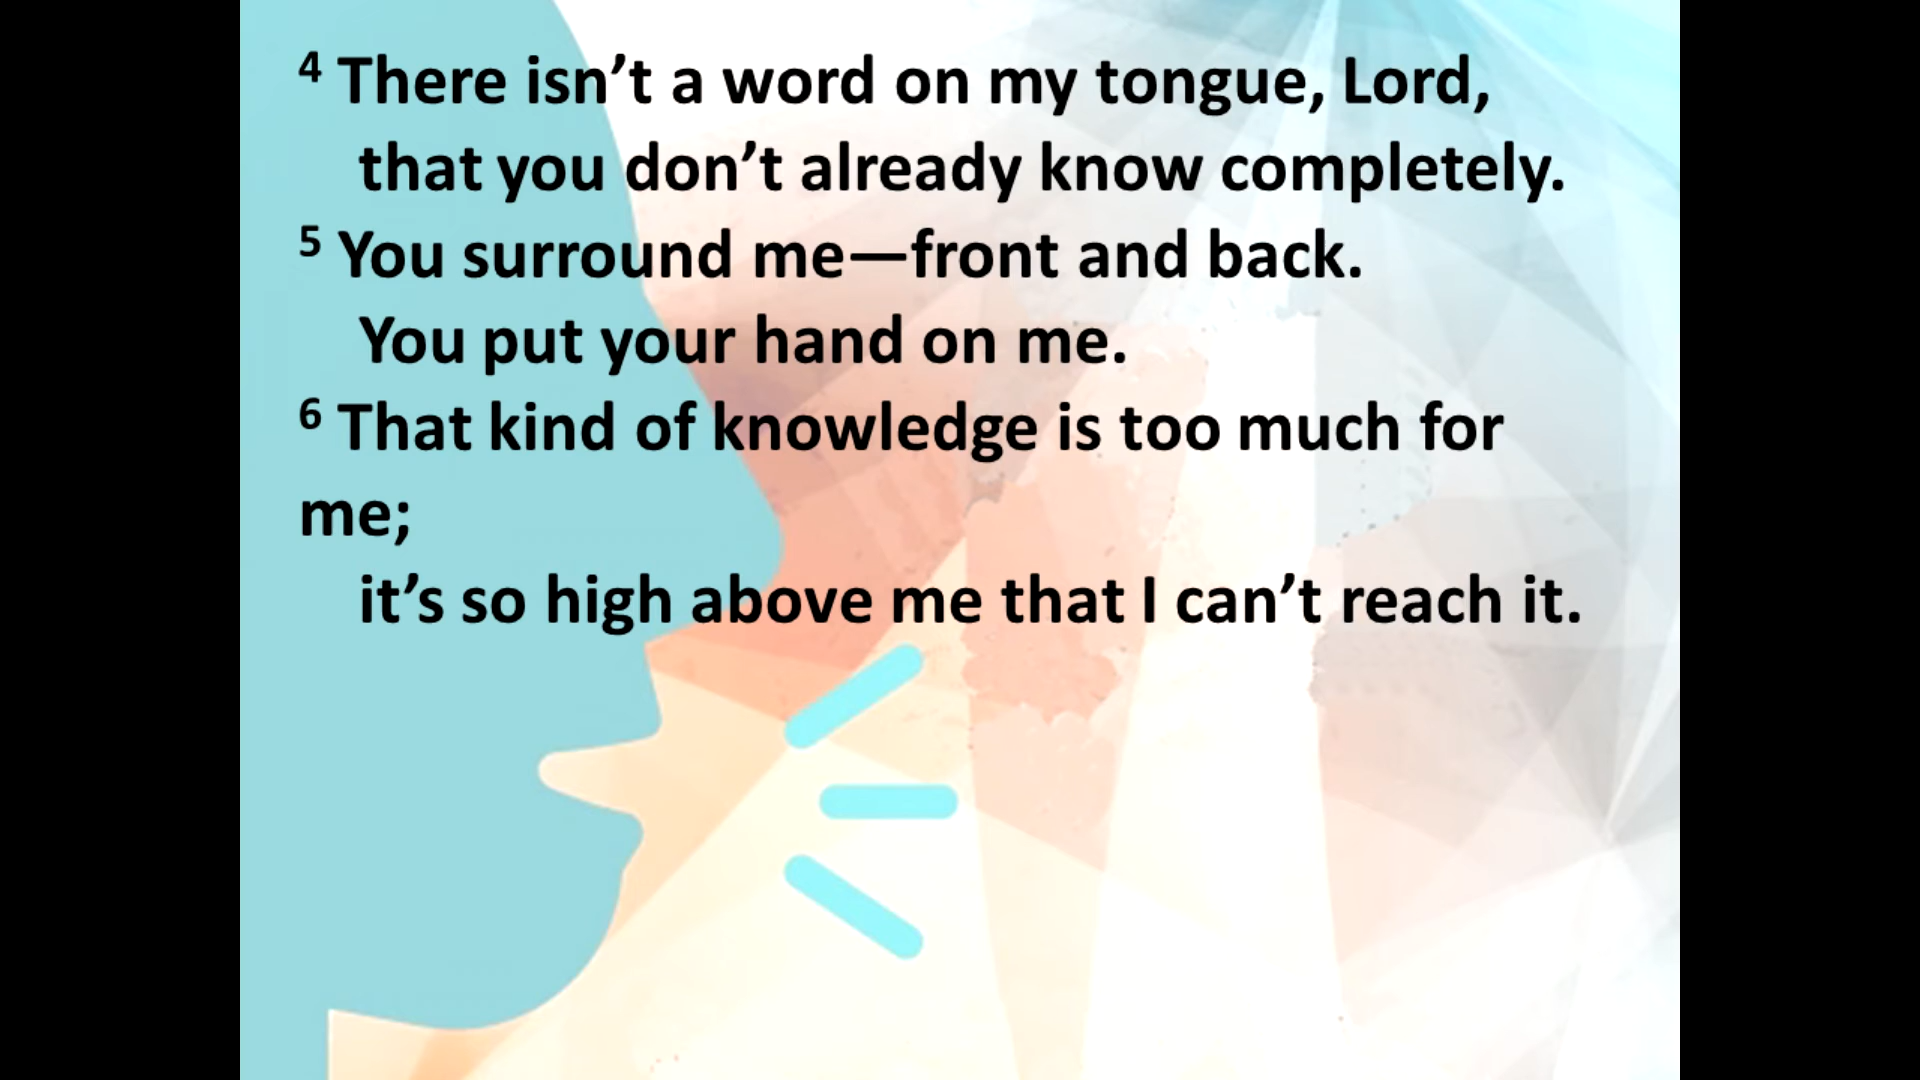 4 There isn’t a word on my tongue, Lord,
that you don’t already know completely.
5 You surround me—front and back.
You put your hand on me.
6 That kind of knowledge is too much for
me;
it’s so high above me that I can’t reach it.